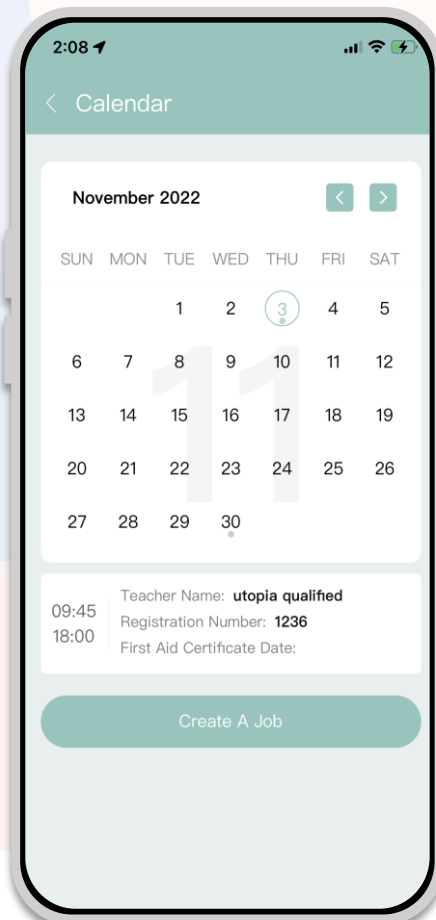 2:08
Calendar
November 2022
SUN MON TUE WED THU FRI SAT
1 2 3 4 5
6 7 8 9 10 11 12
13 14 15 16 17 18 19
20 21 22 23 24 25 26
27 28 29 30
11
09:45
18:00
Teacher Name: utopia qualified
Registration Number: 1236
First Aid Certificate Date:
Create A Job